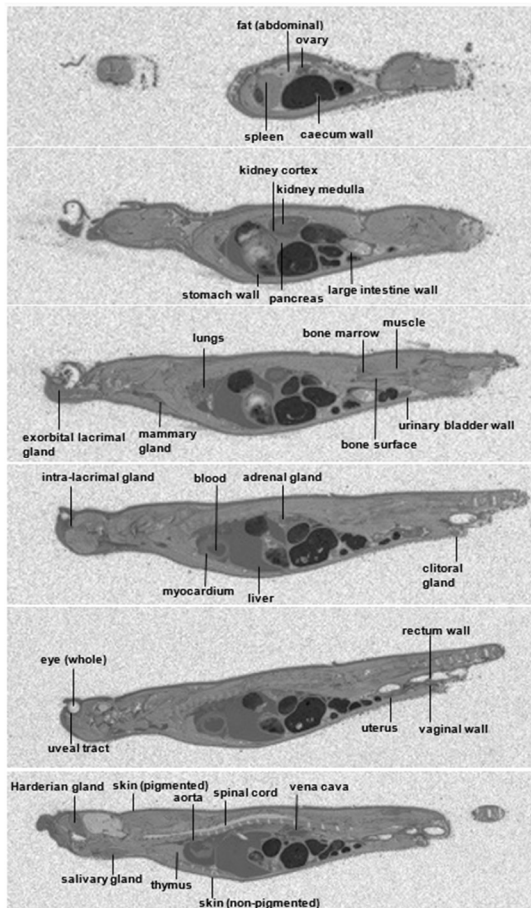 fat (abdominal)
ovary
spleen
caecum wall
kidney cortex
kidney medulla
stomach wall
pancreas
large intestine wall
lungs
bone marrow
muscle
exorbital lacrimal
gland
mammary
gland
bone surface
urinary bladder wall
intra-lacrimal gland
blood
adrenal gland
myocardium
liver
clitoral
gland
rectum wall
eye (whole)
uveal tract
uterus
vaginal wall
Harderian gland
skin (pigmented)
aorta
spinal cord
vena cava
salivary gland
thymus
skin (non-pigmented)